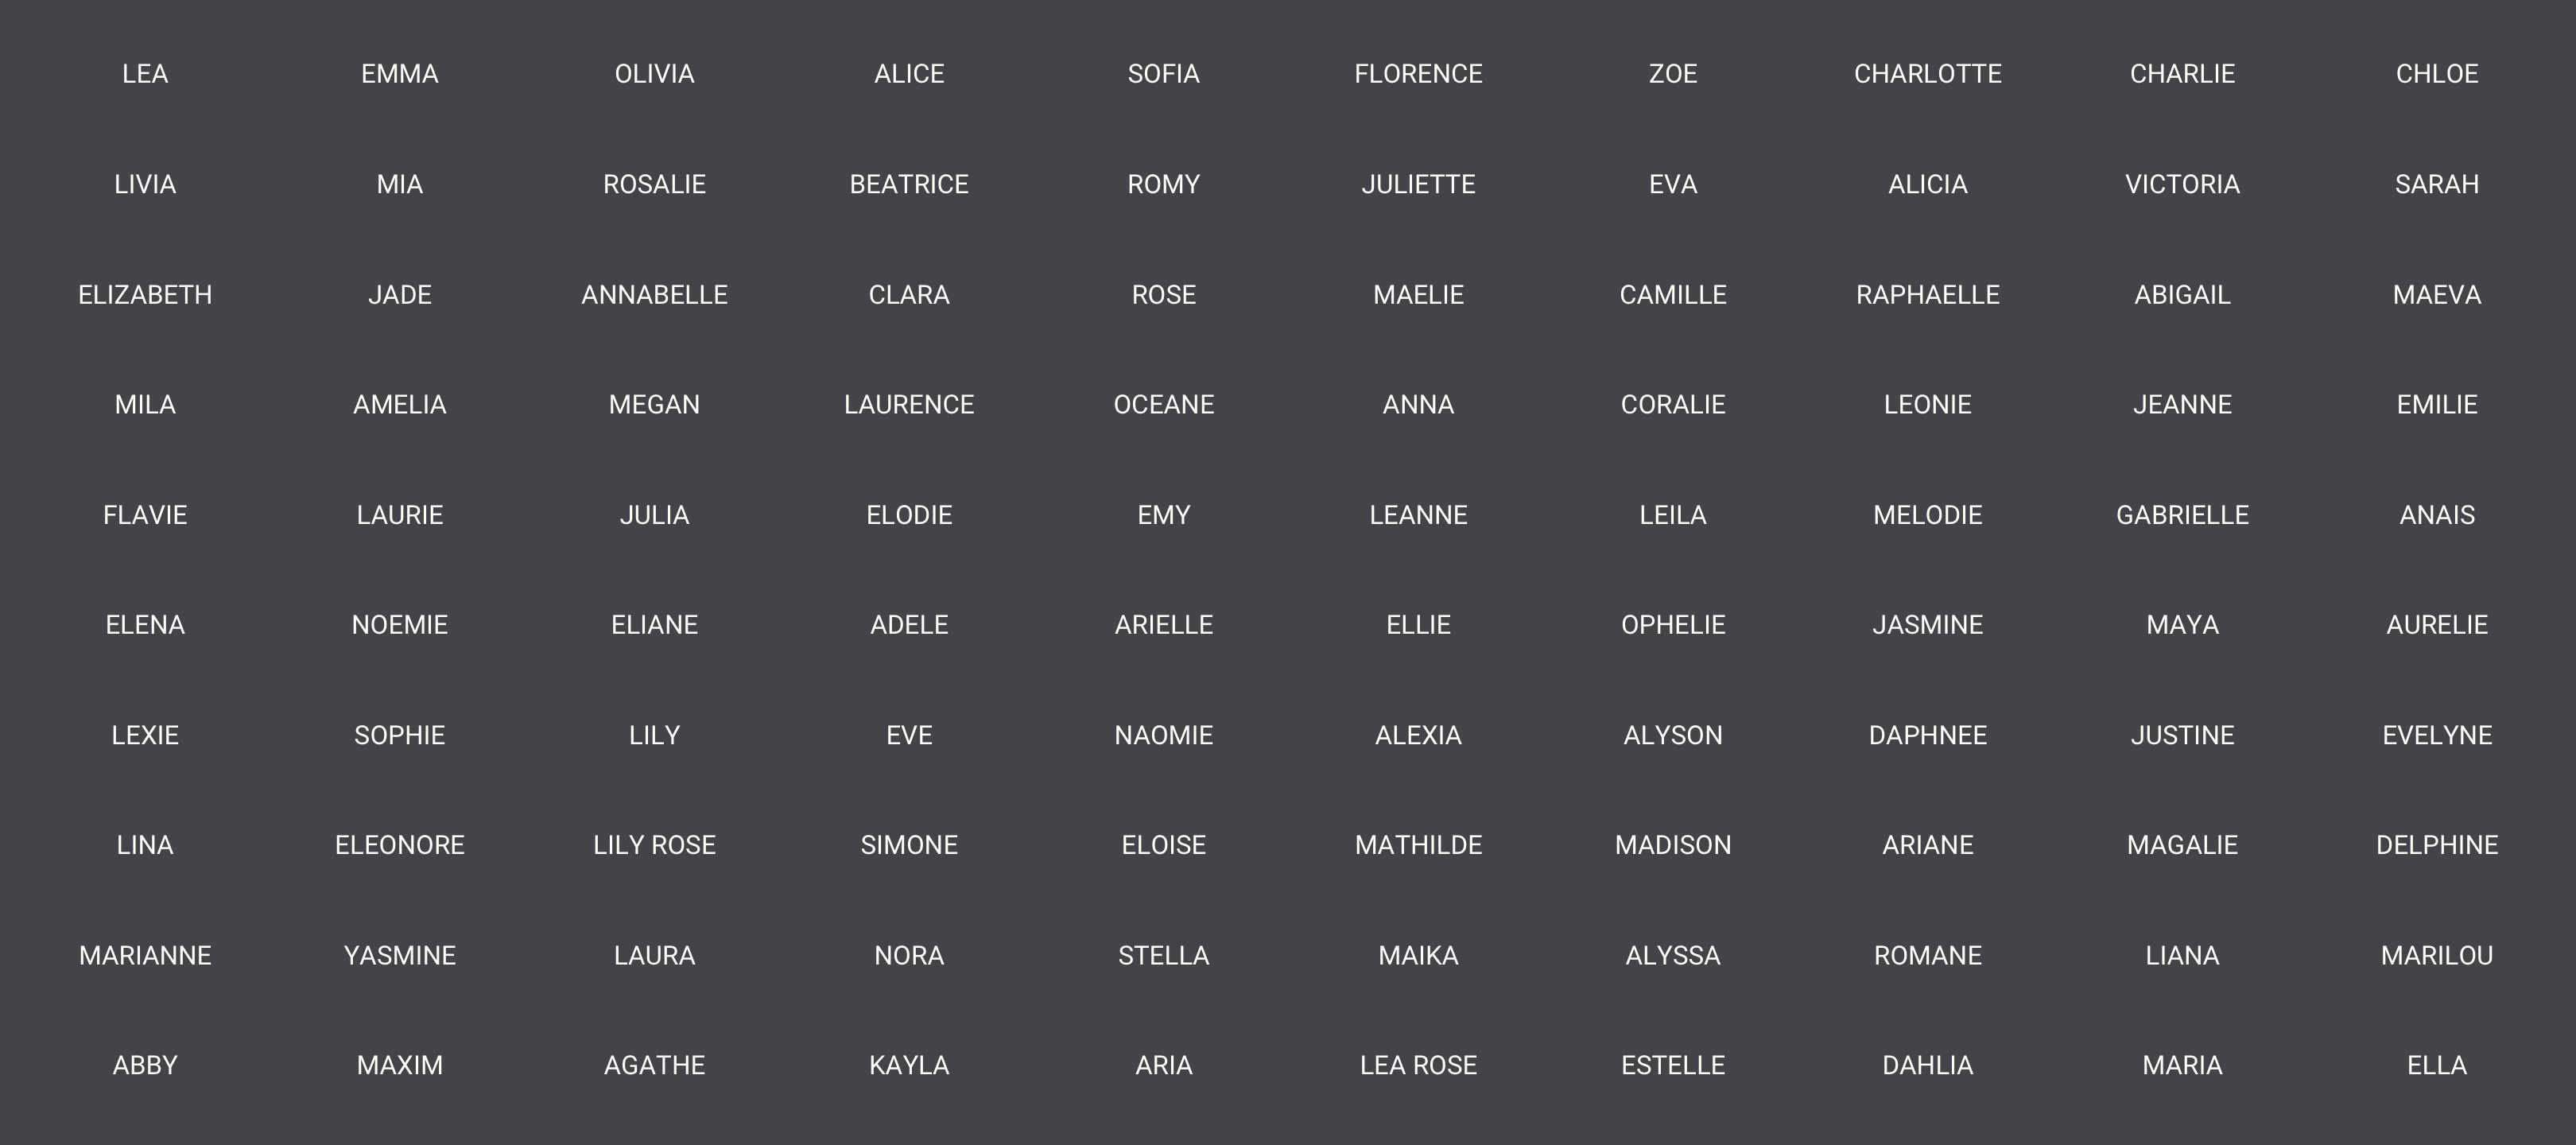 LEA EMMA OLIVIA ALICE SOFIA FLORENCE ZOE CHARLOTTE CHARLIE CHLOE
LIVIA MIA ROSALIE BEATRICE ROMY JULIETTE EVA ALICIA VICTORIA SARAH
ELIZABETH JADE ANNABELLE CLARA ROSE MAELIE CAMILLE RAPHAELLE ABIGAIL MAEVA
MILA AMELIA MEGAN LAURENCE OCEANE ANNA CORALIE LEONIE JEANNE EMILIE
FLAVIE LAURIE JULIA ELODIE EMY LEANNE LEILA MELODIE GABRIELLE ANAIS
ELENA NOEMIE ELIANE ADELE ARIELLE ELLIE OPHELIE JASMINE MAYA AURELIE
LEXIE SOPHIE LILY EVE NAOMIE ALEXIA ALYSON DAPHNEE JUSTINE EVELYNE
LINA ELEONORE LILY ROSE SIMONE ELOISE MATHILDE MADISON ARIANE MAGALIE DELPHINE
MARIANNE YASMINE LAURA NORA STELLA MAIKA ALYSSA ROMANE LIANA MARILOU
ABBY MAXIM AGATHE KAYLA ARIA LEA ROSE ESTELLE DAHLIA MARIA ELLA